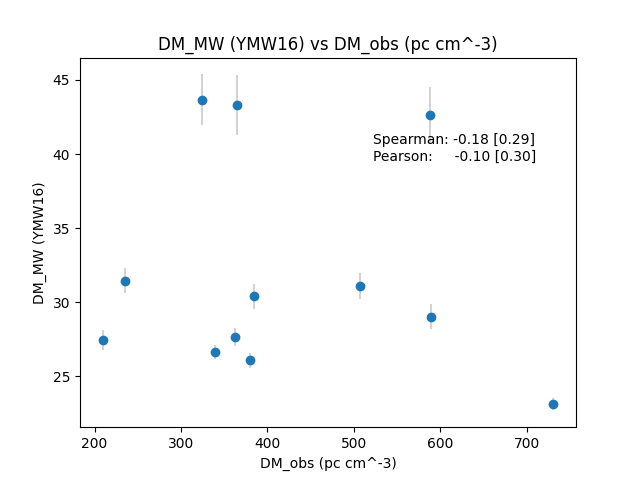 DM_MW (YMW16) vs DM_obs (pc cm^-3)
45
40
35
30
25
DM_MW (YMW16)
Spearman: -0.18 [0.29]
Pearson: -0.10 [0.30]
200 300 400 500 600 700
DM_obs (pc cm^-3)